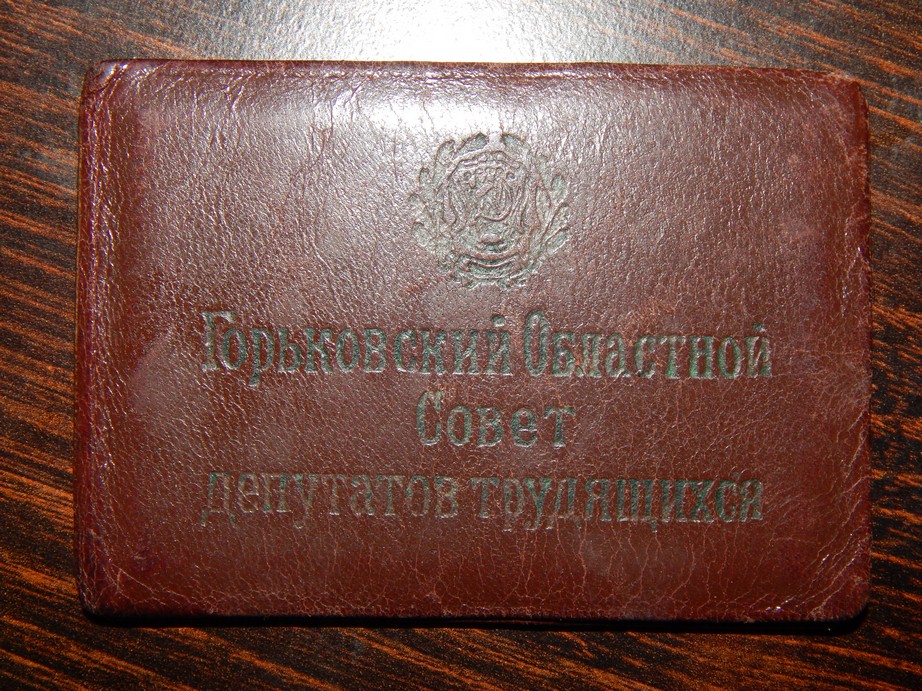 Горьковский Областной
Совет
депутатов трудящихся